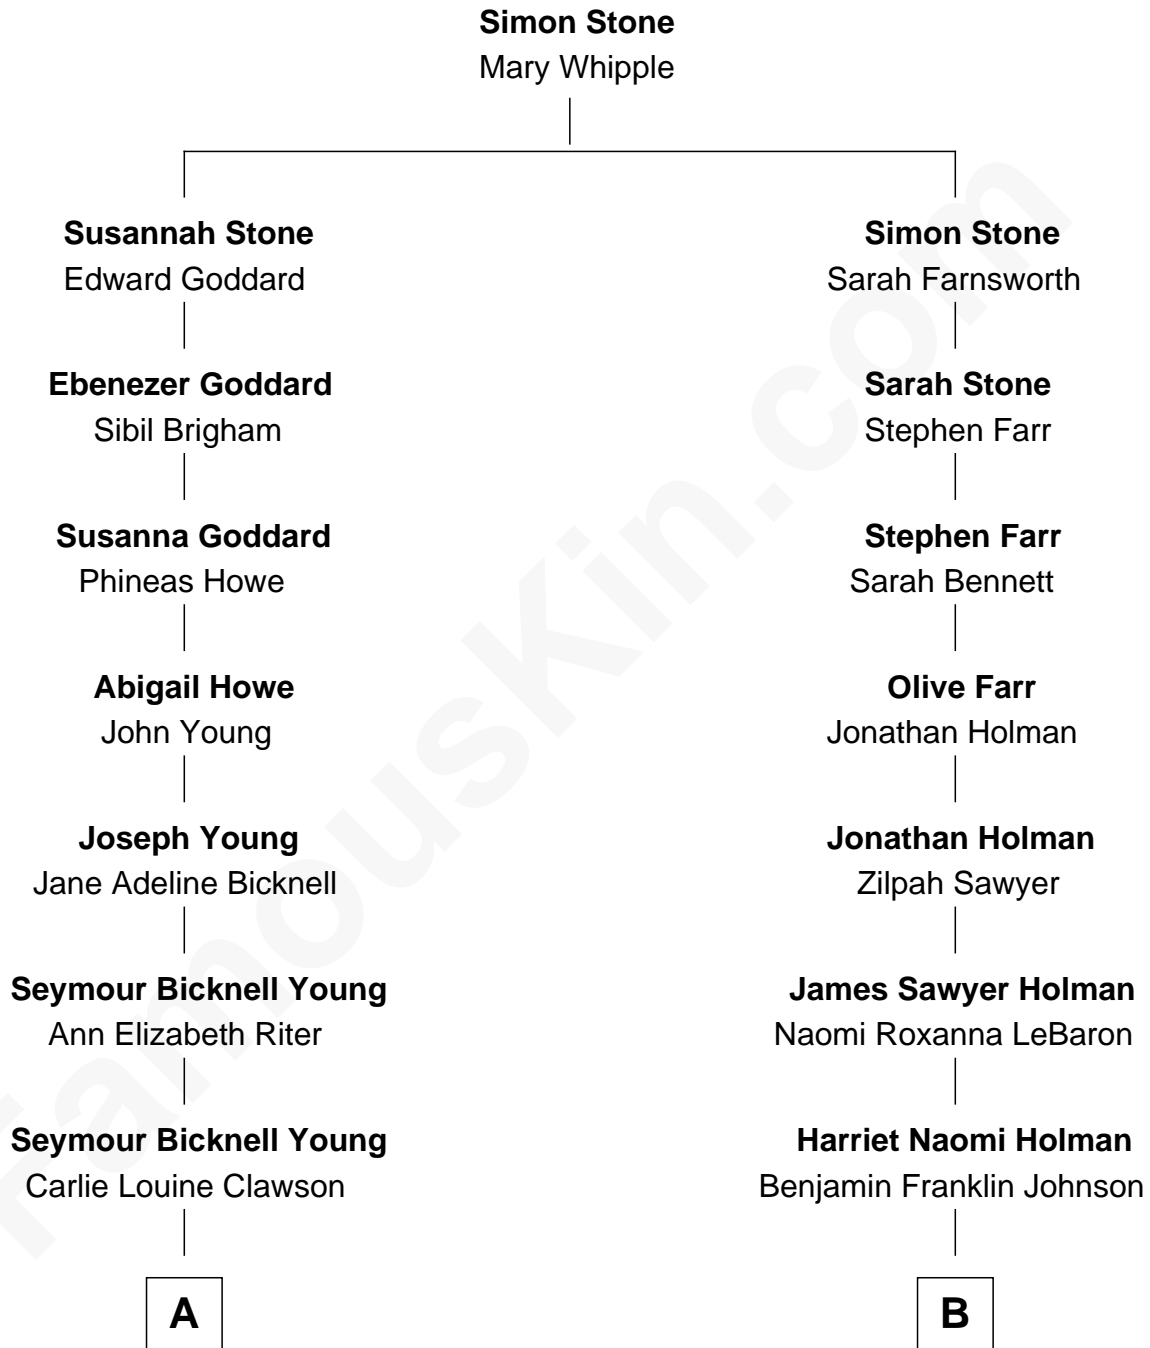 Simon Stone
Mary Whipple
Susannah Stone
Edward Goddard
Simon Stone
Sarah Farnsworth
Ebenezer Goddard
Sibil Brigham
Sarah Stone
Stephen Farr
Susanna Goddard
Phineas Howe
Stephen Farr
Sarah Bennett
Abigail Howe
John Young
Olive Farr
Jonathan Holman
Joseph Young
Jane Adeline Bicknell
Jonathan Holman
Zilpah Sawyer
Seymour Bicknell Young
Ann Elizabeth Riter
James Sawyer Holman
Naomi Roxanna LeBaron
Seymour Bicknell Young
Carlie Louine Clawson
Harriet Naomi Holman
Benjamin Franklin Johnson
A
B
FamousKin.com